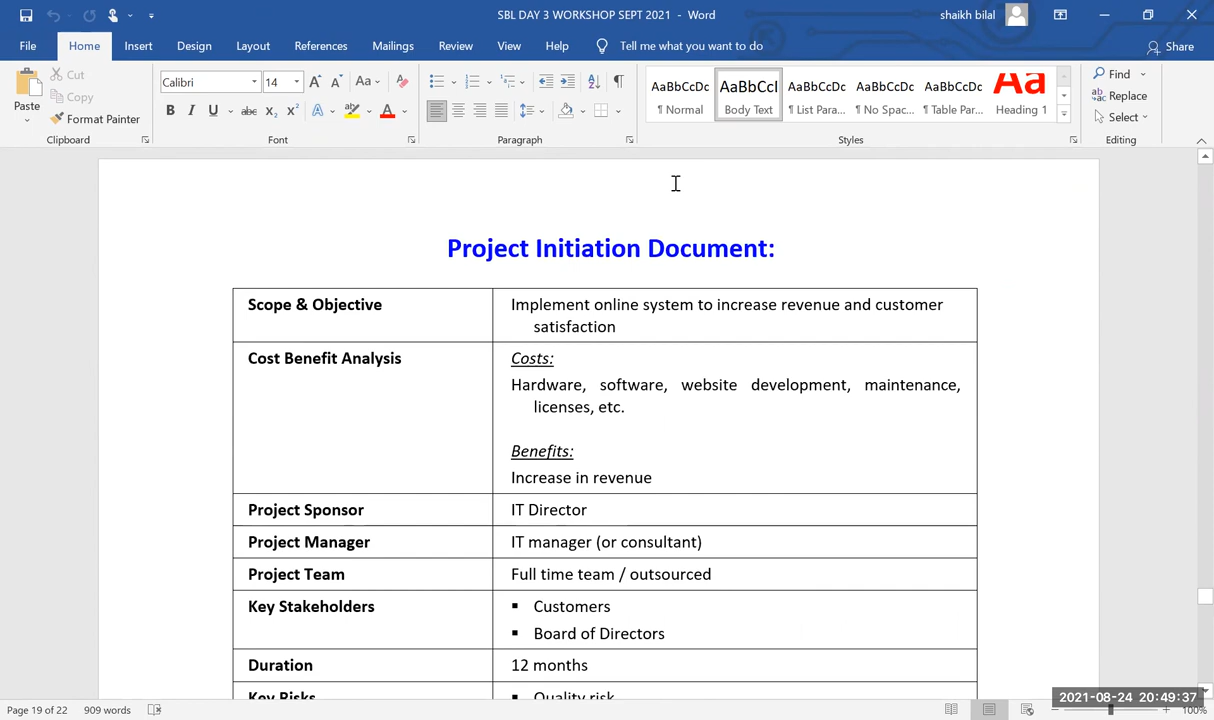 SBL DAY 3 WORKSHOP SEPT 2021 - Word
shaikh bilal
File Home Insert Design Layout References Mailings Review View Help Tell me what you want to do Share
Paste
Cut
Copy
Format Painter
Clipboard
Calibri 14
Font
Paragraph
AaBbCcDc AaBbCcI AaBbCcDc AaBbCcDc AaBbCcDc Aa
¶ Normal Body Text ¶ List Para... ¶ No Spac... ¶ Table Par... Heading 1
Styles
Find
Replace
Select
Editing
Project Initiation Document:
Scope & Objective
Implement online system to increase revenue and customer
satisfaction
Cost Benefit Analysis
Costs:
Hardware, software, website development, maintenance,
licenses, etc.
Benefits:
Increase in revenue
Project Sponsor
IT Director
Project Manager
IT manager (or consultant)
Project Team
Full time team / outsourced
Key Stakeholders
▪ Customers
▪ Board of Directors
Duration
12 months
Key Risks
▪ Quality risk
2021-08-24 20:49:37
Page 19 of 22 909 words 100%